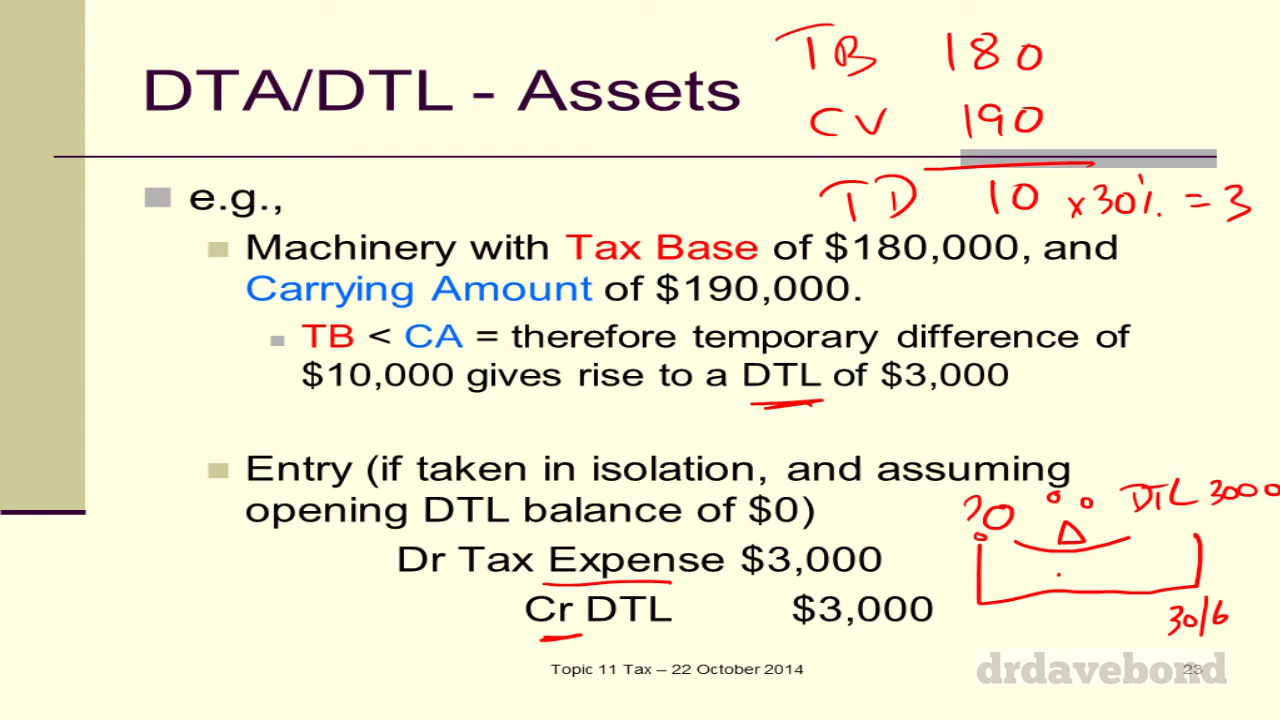 TB 180
DTA/DTL - Assets
CV 190
TD 10 x 30% = 3
e.g.,
Machinery with Tax Base of $180,000, and
Carrying Amount of $190,000.
TB < CA = therefore temporary difference of
$10,000 gives rise to a DTL of $3,000
Entry (if taken in isolation, and assuming
opening DTL balance of $0)
DTL 3000
?0
Δ
Dr Tax Expense $3,000
Cr DTL $3,000
30/6
Topic 11 Tax – 22 October 2014
drdavebond
23